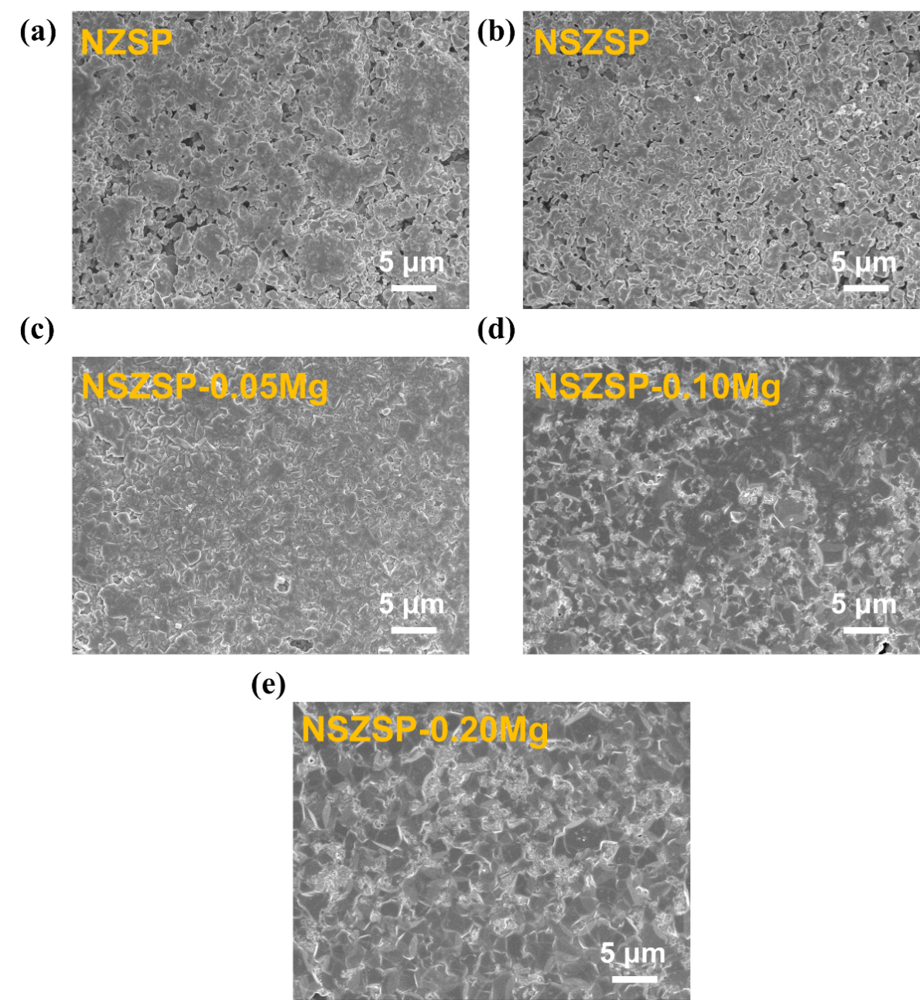 (a)
NZSP
5 μm
(b)
NSZSP
5 μm
(c)
NSZSP-0.05Mg
5 μm
(d)
NSZSP-0.10Mg
5 μm
(e)
NSZSP-0.20Mg
5 μm